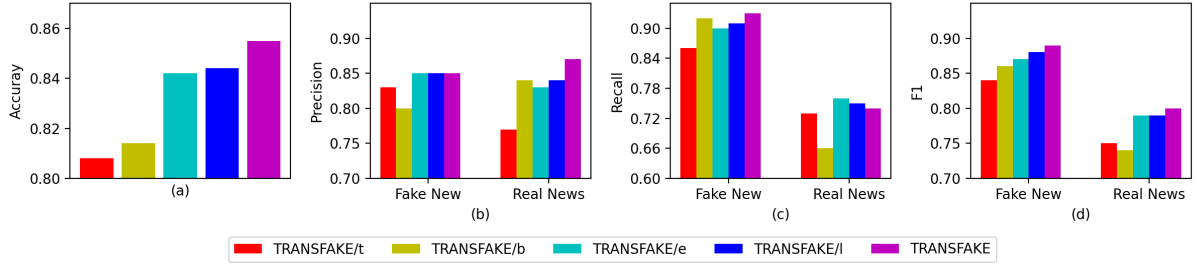 Accuray
0.86
0.84
0.82
0.80
(a)
Precision
0.90
0.85
0.80
0.75
0.70
Fake New Real News
(b)
Recall
0.90
0.84
0.78
0.72
0.66
0.60
Fake New Real News
(c)
F1
0.90
0.85
0.80
0.75
0.70
Fake New Real News
(d)
TRANSFAKE/t TRANSFAKE/b TRANSFAKE/e TRANSFAKE/l TRANSFAKE